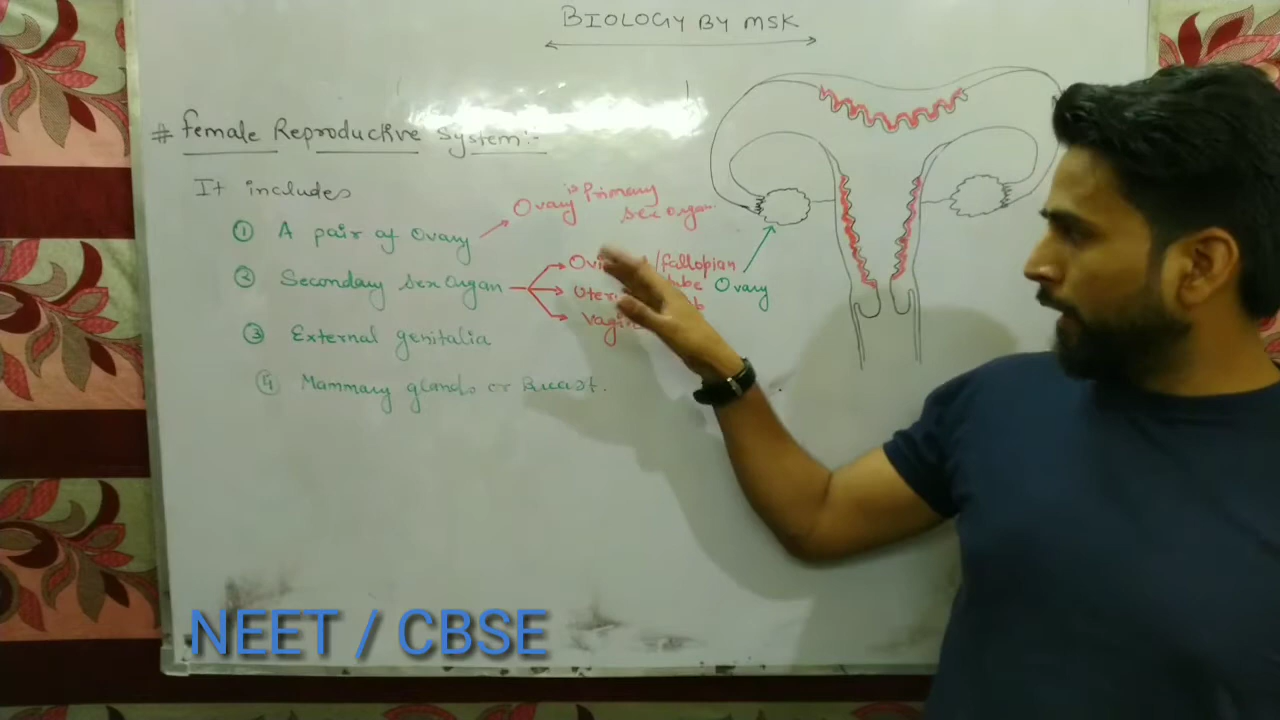 BIOLOGY BY MSK
# female Reproductive System:-
It includes
① A pair of Ovary
Ovary is Primary
sex organ
② Secondary sex organ
/fallopian
Ovary
③ External genitalia
④ Mammary glands or Breast.
NEET / CBSE